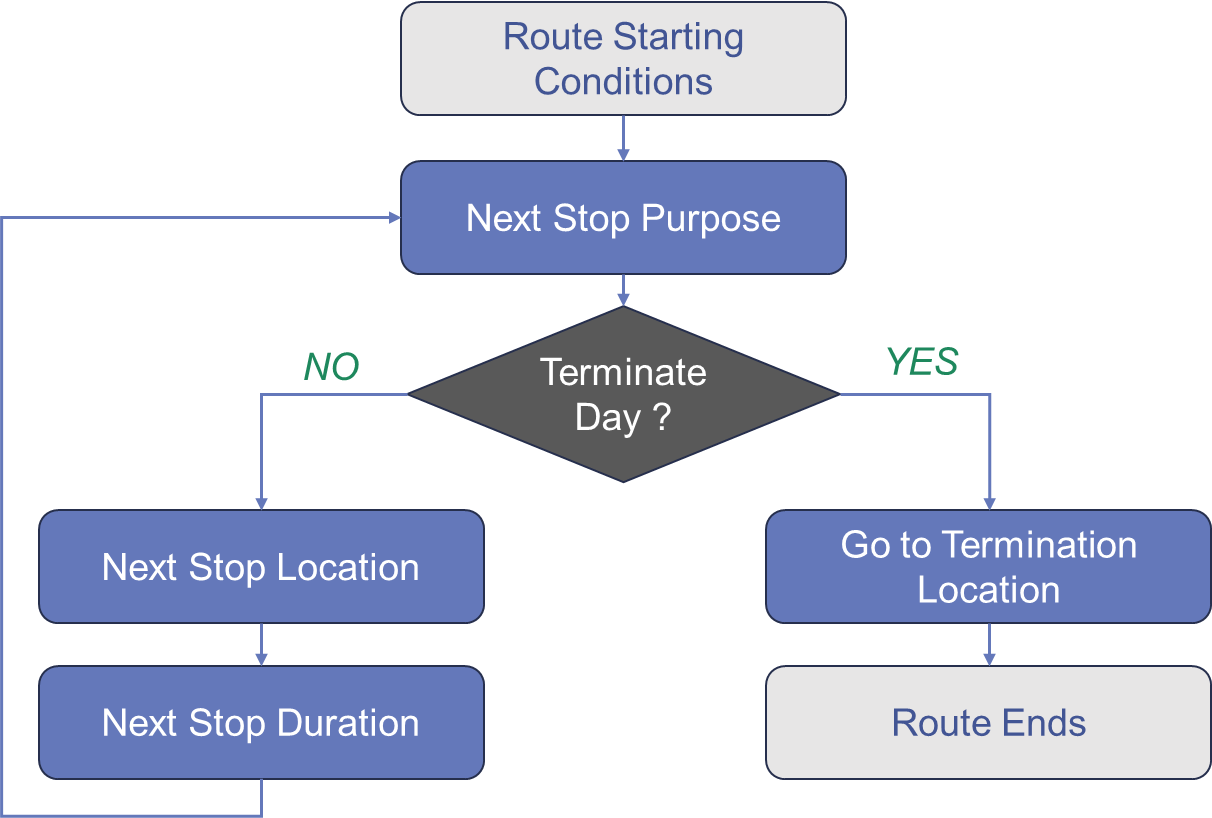 Route Starting
Conditions
Next Stop Purpose
NO
Terminate
Day ?
YES
Next Stop Location
Go to Termination
Location
Next Stop Duration
Route Ends